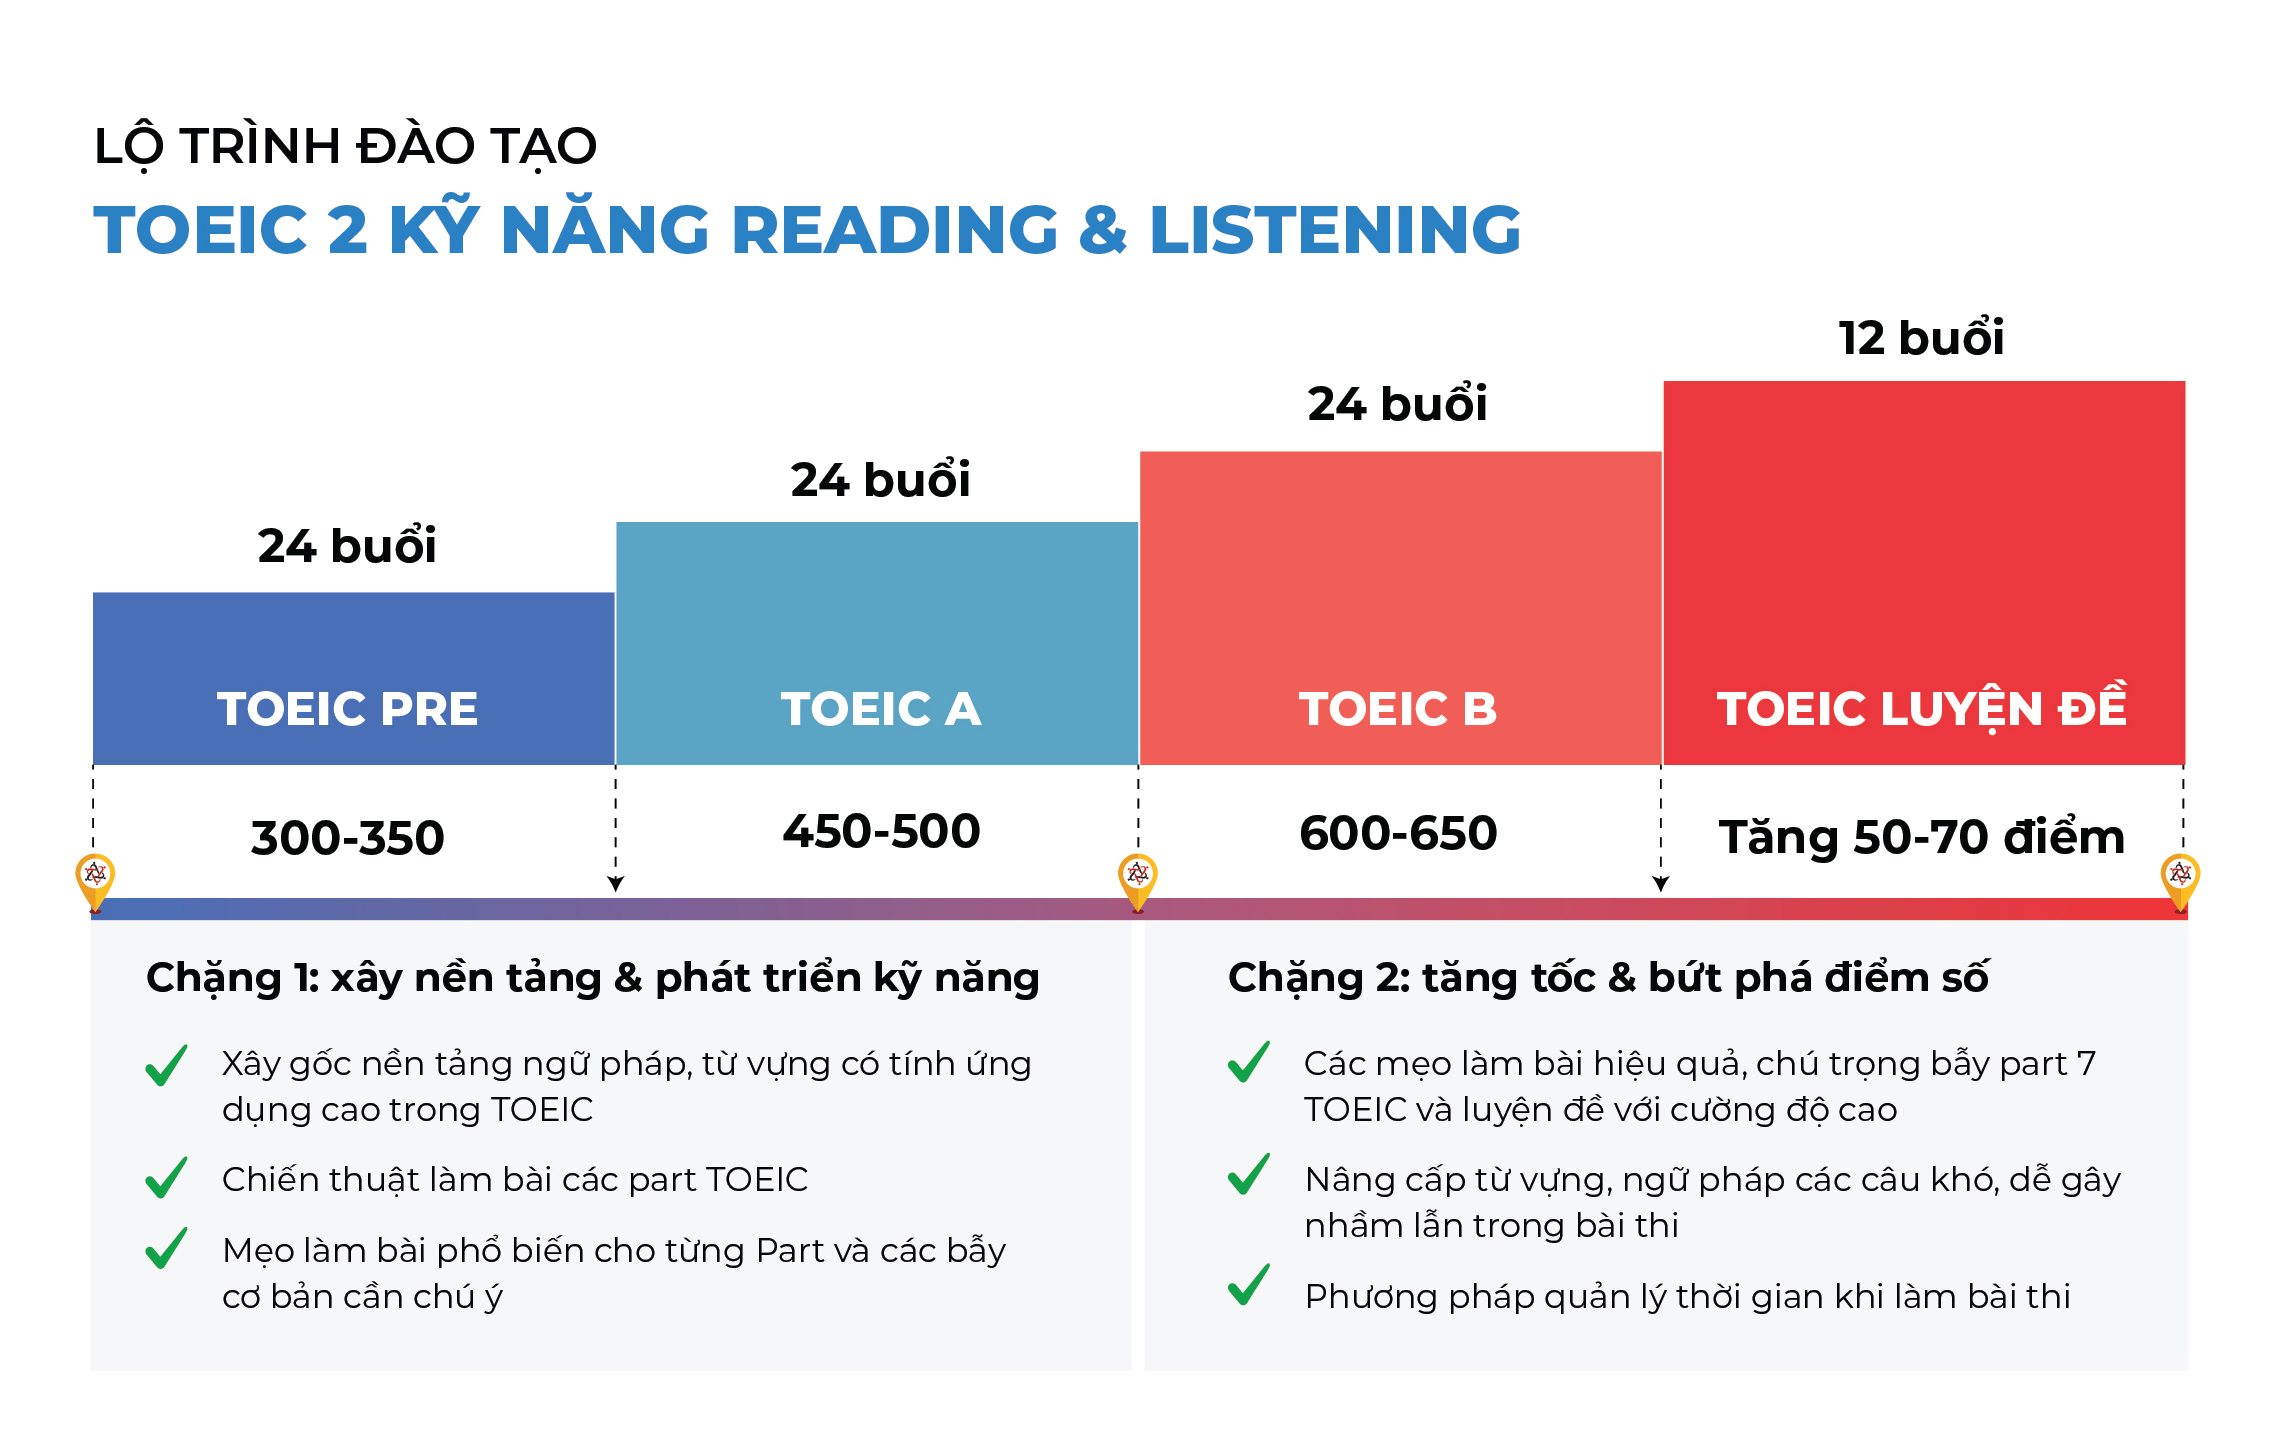 LỘ TRÌNH ĐÀO TẠO
TOEIC 2 KỸ NĂNG READING & LISTENING
24 buổi
24 buổi
24 buổi
12 buổi
TOEIC PRE
TOEIC A
TOEIC B
TOEIC LUYỆN ĐỀ
300-350
450-500
600-650
Tăng 50-70 điểm
Chặng 1: xây nền tảng & phát triển kỹ năng
Xây gốc nền tảng ngữ pháp, từ vựng có tính ứng
dụng cao trong TOEIC
Chiến thuật làm bài các part TOEIC
Mẹo làm bài phổ biến cho từng Part và các bẫy
cơ bản cần chú ý
Chặng 2: tăng tốc & bứt phá điểm số
Các mẹo làm bài hiệu quả, chú trọng bẫy part 7
TOEIC và luyện đề với cường độ cao
Nâng cấp từ vựng, ngữ pháp các câu khó, dễ gây
nhầm lẫn trong bài thi
Phương pháp quản lý thời gian khi làm bài thi